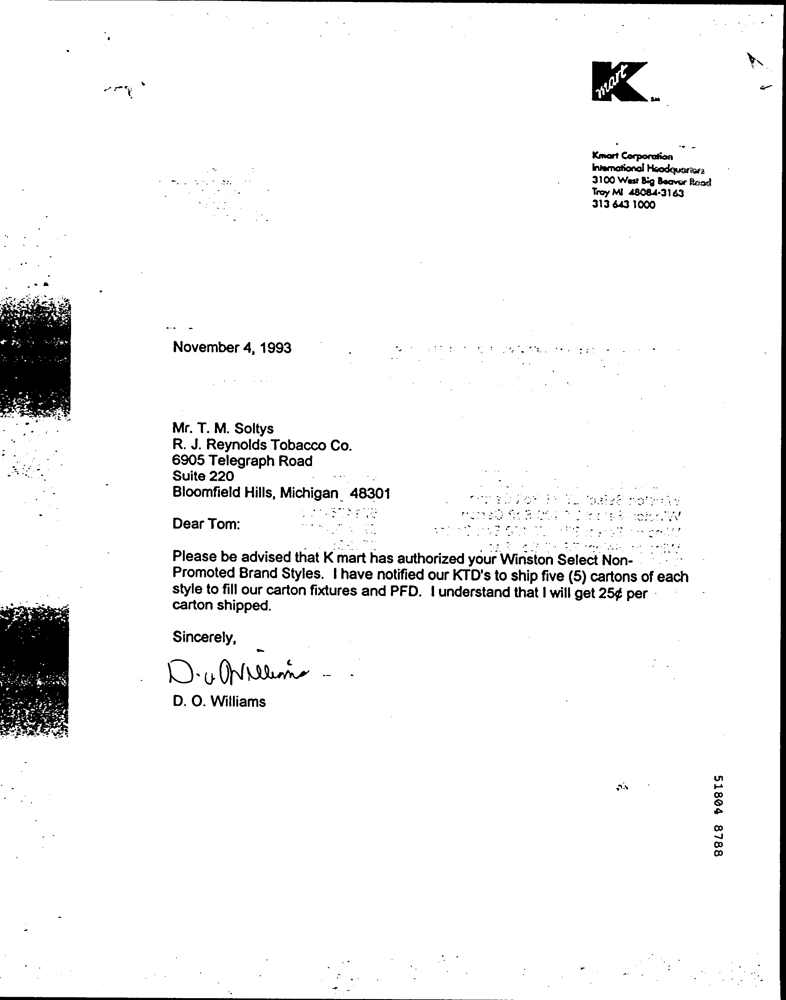 Kmart
SM
Kmart Corporation
International Headquarters
3100 West Big Beaver Road
Troy MI 48084-3163
313 643 1000
November 4, 1993
Mr. T. M. Soltys
R. J. Reynolds Tobacco Co.
6905 Telegraph Road
Suite 220
Bloomfield Hills, Michigan 48301
Dear Tom:
Please be advised that K mart has authorized your Winston Select Non-
Promoted Brand Styles. I have notified our KTD's to ship five (5) cartons of each
style to fill our carton fixtures and PFD. I understand that I will get 25¢ per
carton shipped.
Sincerely,
D. O. Williams
D. O. Williams
51804 8788